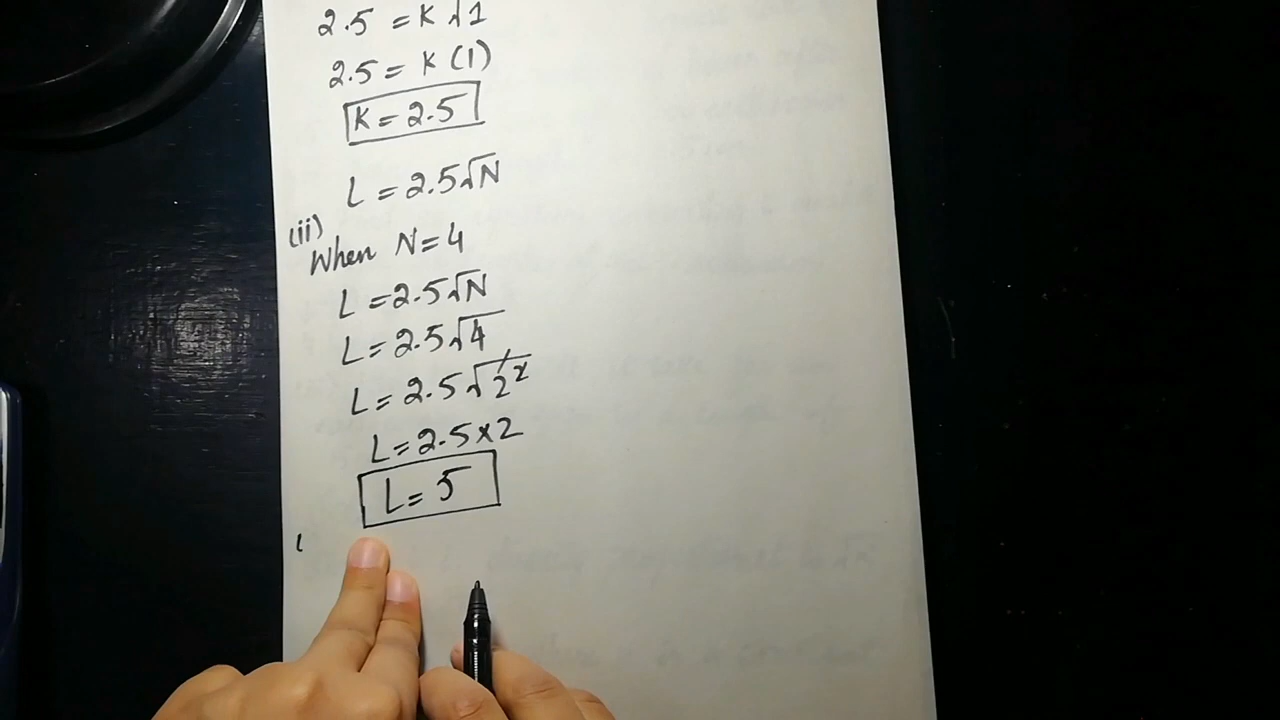 2.5 = K √1
2.5 = K (1)
K = 2.5
L = 2.5√N
(ii)
When N = 4
L = 2.5√N
L = 2.5√4
L = 2.5√2²
L = 2.5×2
L = 5
(